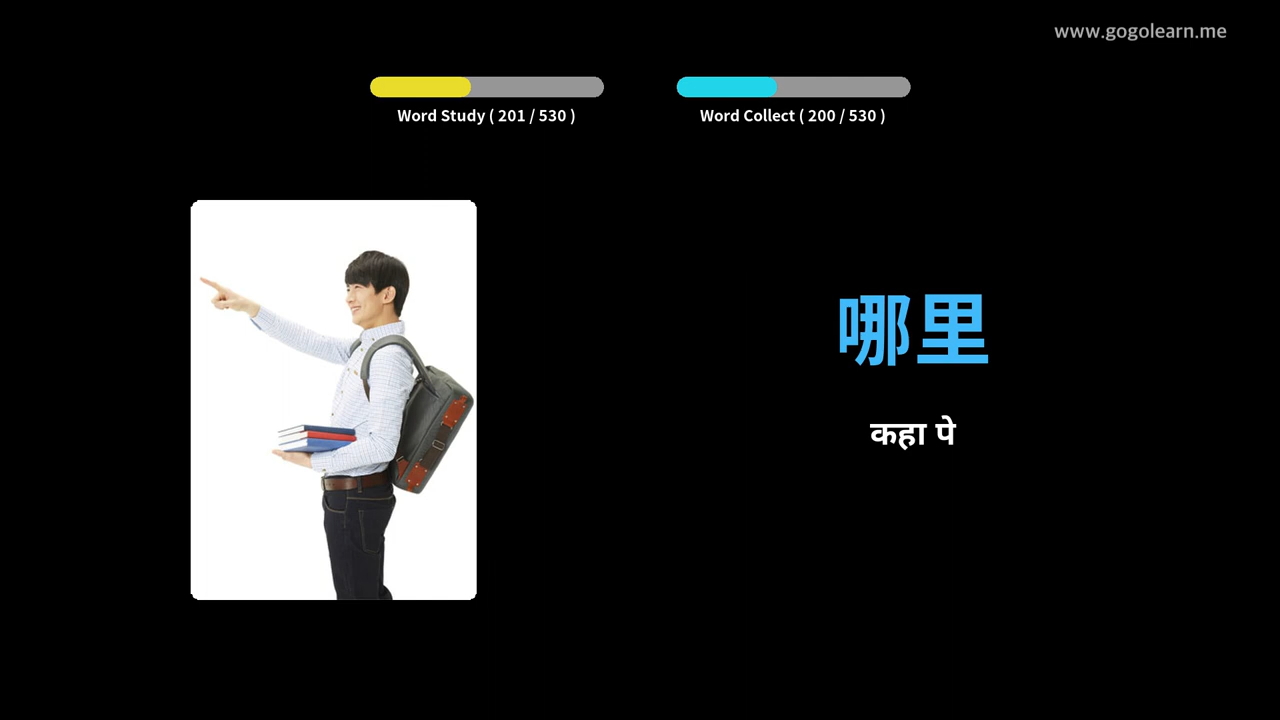 www.gogolearn.me
Word Study ( 201 / 530 )
Word Collect ( 200 / 530 )
哪里
कहा पे